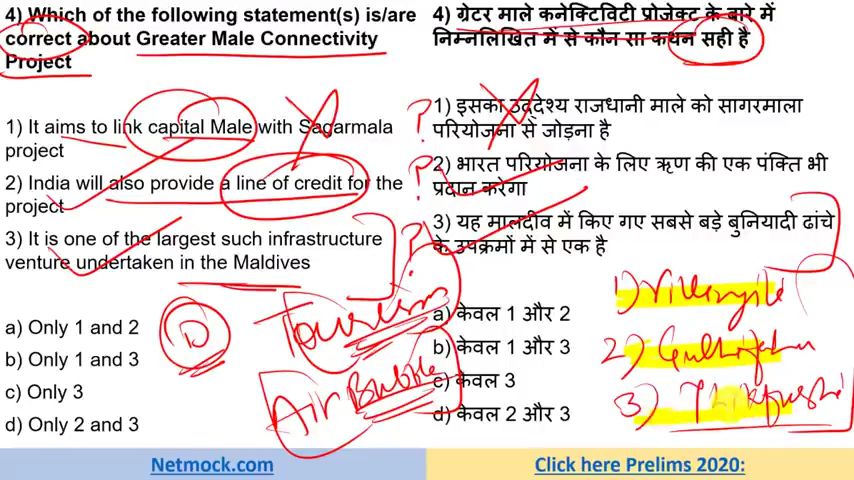 4) Which of the following statement(s) is/are
correct about Greater Male Connectivity
Project
1) It aims to link capital Male with Sagarmala
project
2) India will also provide a line of credit for the
project
3) It is one of the largest such infrastructure
venture undertaken in the Maldives
a) Only 1 and 2
b) Only 1 and 3
c) Only 3
d) Only 2 and 3
D
Tourism
Air Bubble
4) ग्रेटर माले कनेक्टिविटी प्रोजेक्ट के बारे में
निम्नलिखित में से कौन सा कथन सही है
? 1) इसका उद्देश्य राजधानी माले को सागरमाला
परियोजना से जोड़ना है
? 2) भारत परियोजना के लिए ऋण की एक पंक्ति भी
प्रदान करेगा
? 3) यह मालदीव में किए गए सबसे बड़े बुनियादी ढांचे
के उपक्रमों में से एक है
a) केवल 1 और 2
b) केवल 1 और 3
c) केवल 3
d) केवल 2 और 3
1)
2)
3)
Netmock.com
Click here Prelims 2020: